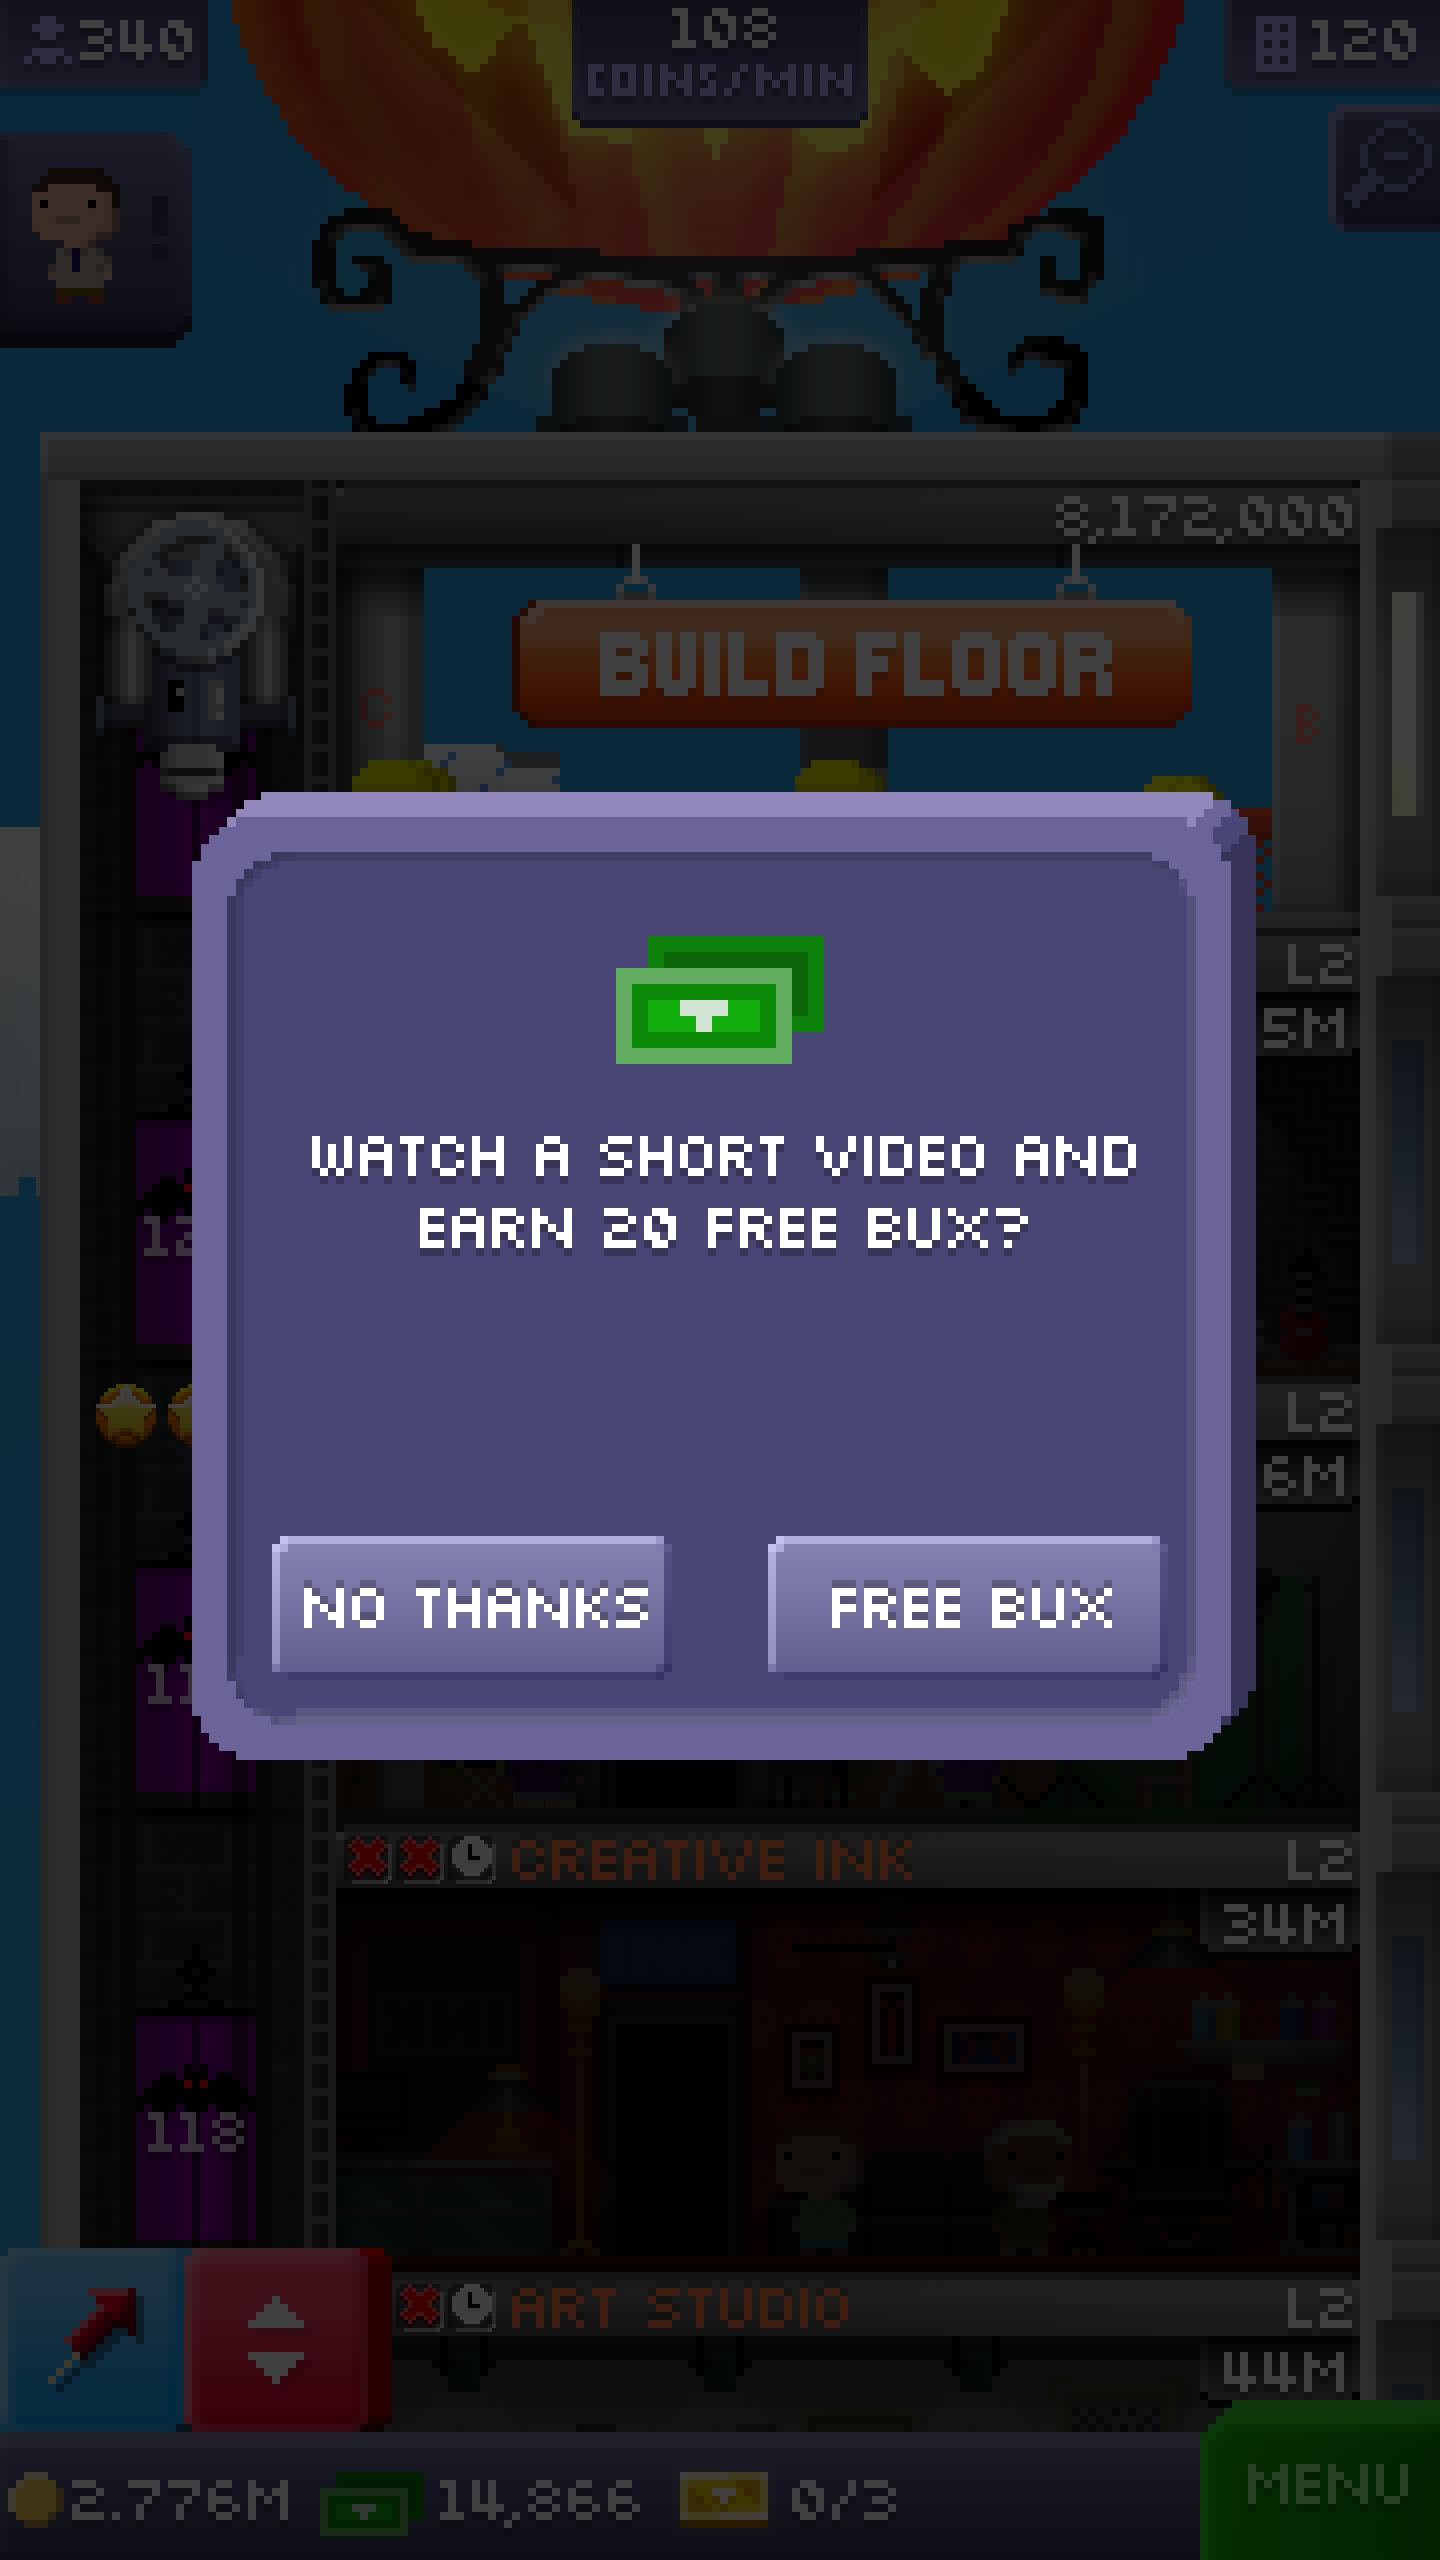 340
108
COINS/MIN
120
8,172,000
BUILD FLOOR
C
B
L2
5M
WATCH A SHORT VIDEO AND
EARN 20 FREE BUX?
L2
6M
NO THANKS
FREE BUX
CREATIVE INK
L2
34M
118
ART STUDIO
L2
44M
2.776M
14,866
0/3
MENU